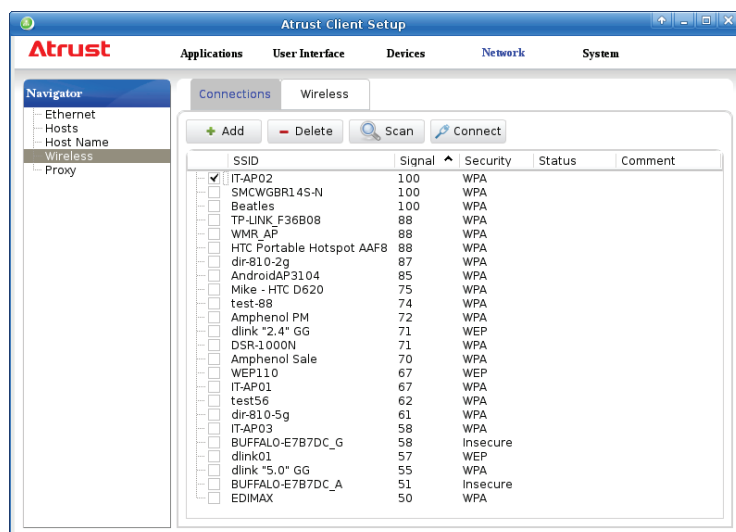 Atrust Client Setup
Atrust
Applications User Interface Devices Network System
Navigator
Ethernet
Hosts
Host Name
Wireless
Proxy
Connections Wireless
Add Delete Scan Connect
SSID Signal Security Status Comment
IT-AP02 100 WPA
SMCWGBR14S-N 100 WPA
Beatles 100 WPA
TP-LINK_F36B08 88 WPA
WMR_AP 88 WPA
HTC Portable Hotspot AAF8 88 WPA
dir-810-2g 87 WPA
AndroidAP3104 85 WPA
Mike - HTC D620 75 WPA
test-88 74 WPA
Amphenol PM 72 WPA
dlink "2.4" GG 71 WEP
DSR-1000N 71 WPA
Amphenol Sale 70 WPA
WEP110 67 WEP
IT-AP01 67 WPA
test56 62 WPA
dir-810-5g 61 WPA
IT-AP03 58 WPA
BUFFALO-E7B7DC_G 58 Insecure
dlink01 57 WEP
dlink "5.0" GG 55 WPA
BUFFALO-E7B7DC_A 51 Insecure
EDIMAX 50 WPA